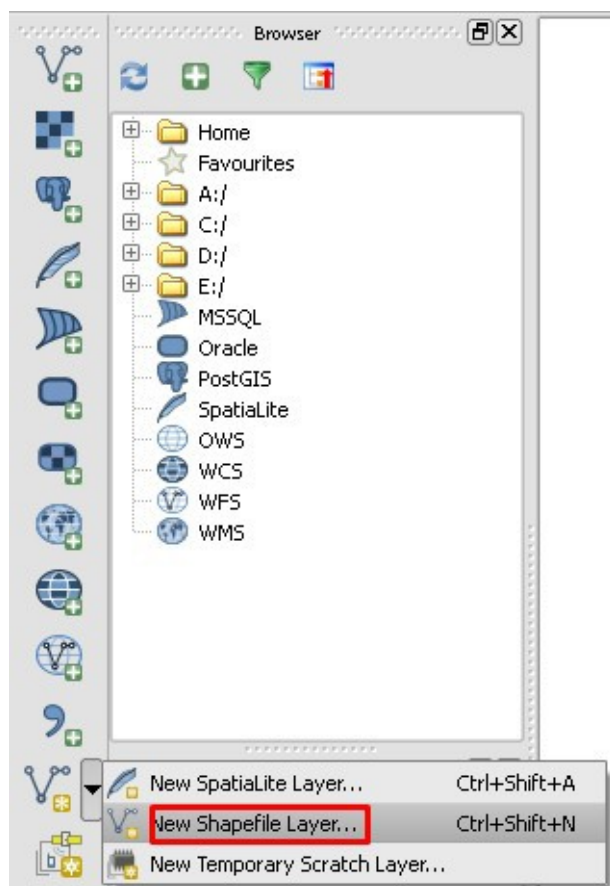 Browser
Home
Favourites
A:/
C:/
D:/
E:/
MSSQL
Oracle
PostGIS
SpatiaLite
OWS
WCS
WFS
WMS
New SpatiaLite Layer... Ctrl+Shift+A
New Shapefile Layer... Ctrl+Shift+N
New Temporary Scratch Layer...